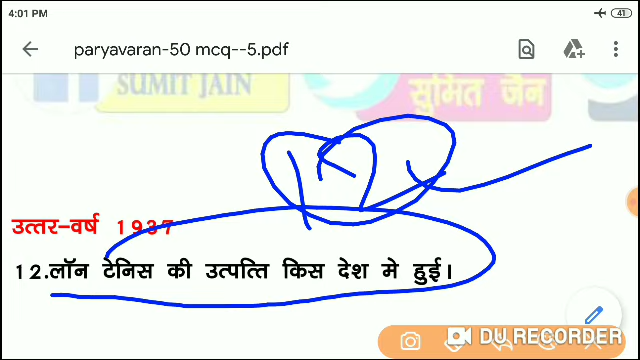 4:01 PM
41
paryavaran-50 mcq--5.pdf
SUMIT JAIN
सुमित जैन
उत्तर-वर्ष 1937
12.लॉन टेनिस की उत्पत्ति किस देश मे हुई।
DU RECORDER